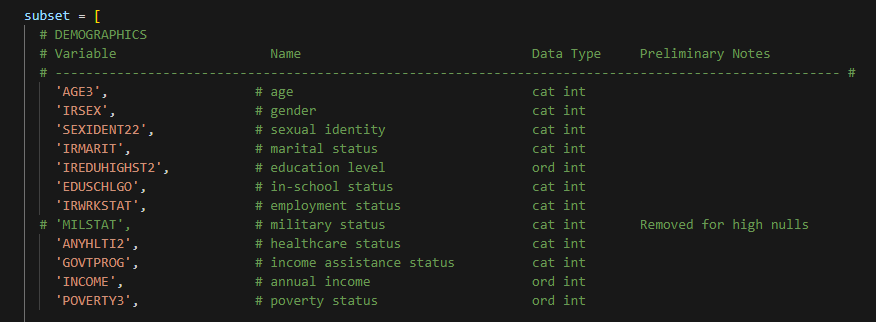 subset = [
# DEMOGRAPHICS
# Variable Name Data Type Preliminary Notes
# ---------------------------------------------------------------------------------------------------- #
'AGE3', # age cat int
'IRSEX', # gender cat int
'SEXIDENT22', # sexual identity cat int
'IRMARIT', # marital status cat int
'IREDUHIGHST2', # education level ord int
'EDUSCHLGO', # in-school status cat int
'IRWRKSTAT', # employment status cat int
# 'MILSTAT', # military status cat int Removed for high nulls
'ANYHLTI2', # healthcare status cat int
'GOVTPROG', # income assistance status cat int
'INCOME', # annual income ord int
'POVERTY3', # poverty status ord int